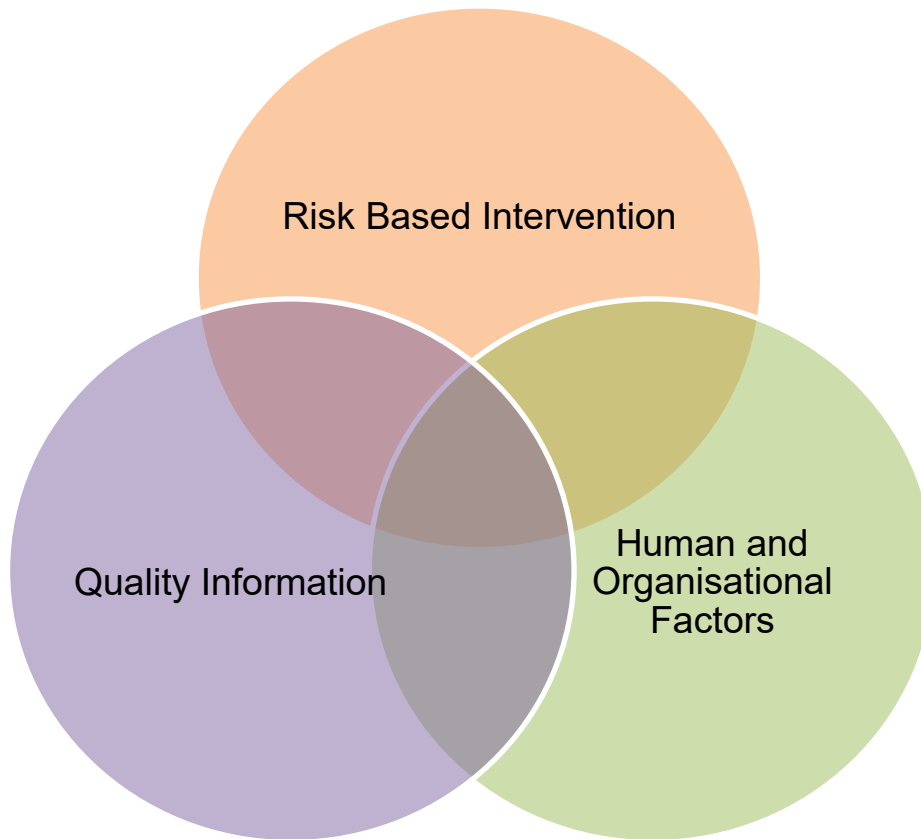 Risk Based Intervention
Quality Information
Human and
Organisational
Factors